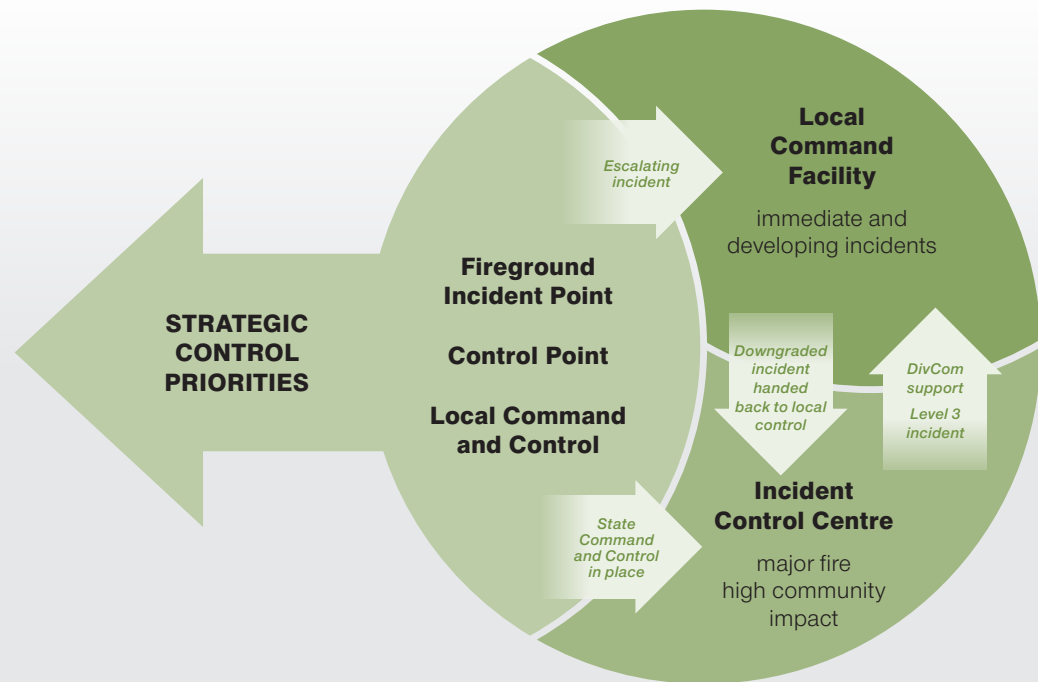 STRATEGIC
CONTROL
PRIORITIES
Fireground
Incident Point
Control Point
Local Command
and Control
Escalating
incident
Local
Command
Facility
immediate and
developing incidents
Downgraded
incident
handed
back to local
control
DivCom
support
Level 3
incident
State
Command
and Control
in place
Incident
Control Centre
major fire
high community
impact